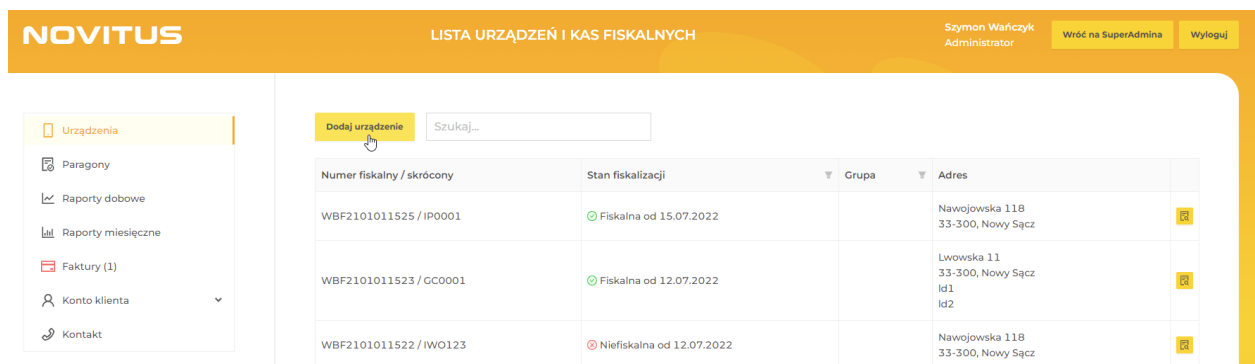 NOVITUS
LISTA URZĄDZEŃ I KAS FISKALNYCH
Szymon Wańczyk
Administrator
Wróć na SuperAdmina
Wyloguj
Urządzenia
Paragony
Raporty dobowe
Raporty miesięczne
Faktury (1)
Konto klienta
Kontakt
Dodaj urządzenie
Szukaj...
Numer fiskalny / skrócony Stan fiskalizacji Grupa Adres
WBF2101011525 / IP0001 Fiskalna od 15.07.2022
Nawojowska 118
33-300, Nowy Sącz
WBF2101011523 / GC0001 Fiskalna od 12.07.2022
Lwowska 11
33-300, Nowy Sącz
Id1
Id2
WBF2101011522 / IWO123 Niefiskalna od 12.07.2022
Nawojowska 118
33-300, Nowy Sącz